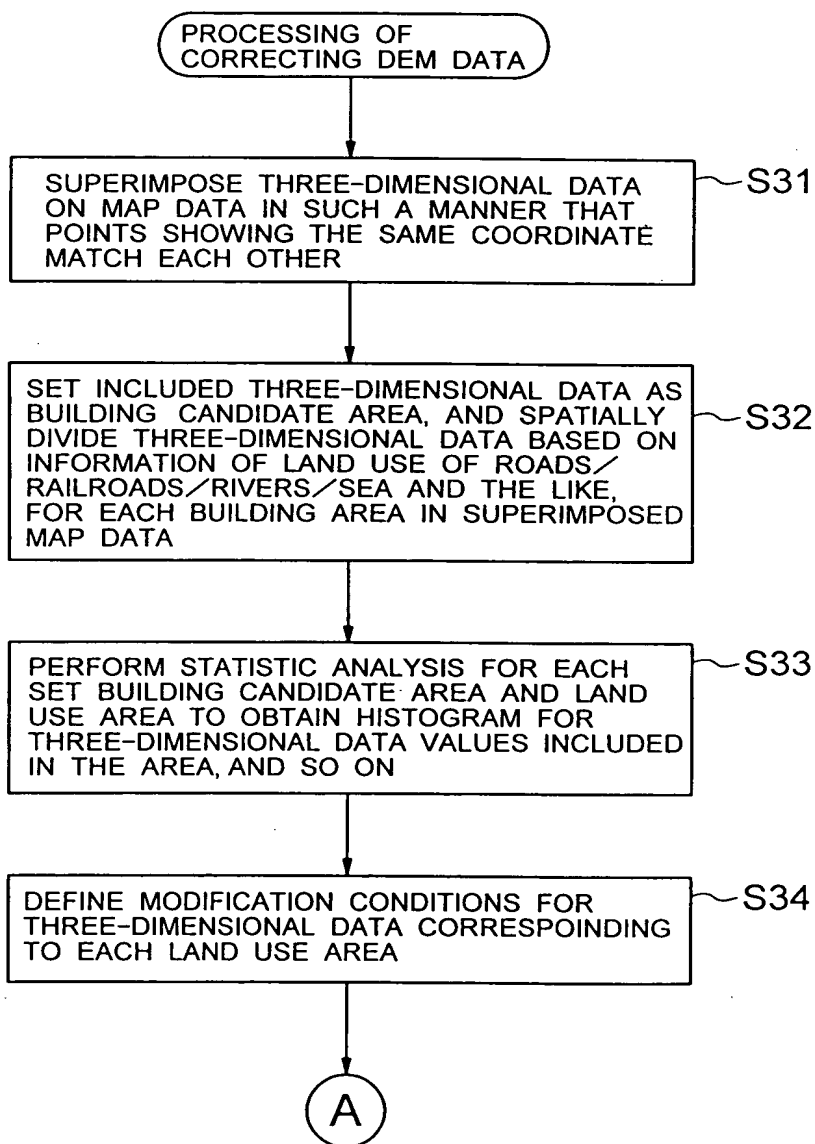 PROCESSING OF
CORRECTING DEM DATA
SUPERIMPOSE THREE-DIMENSIONAL DATA
ON MAP DATA IN SUCH A MANNER THAT
POINTS SHOWING THE SAME COORDINATE
MATCH EACH OTHER
S31
SET INCLUDED THREE-DIMENSIONAL DATA AS
BUILDING CANDIDATE AREA, AND SPATIALLY
DIVIDE THREE-DIMENSIONAL DATA BASED ON
INFORMATION OF LAND USE OF ROADS/
RAILROADS/RIVERS/SEA AND THE LIKE,
FOR EACH BUILDING AREA IN SUPERIMPOSED
MAP DATA
S32
PERFORM STATISTIC ANALYSIS FOR EACH
SET BUILDING CANDIDATE AREA AND LAND
USE AREA TO OBTAIN HISTOGRAM FOR
THREE-DIMENSIONAL DATA VALUES INCLUDED
IN THE AREA, AND SO ON
S33
DEFINE MODIFICATION CONDITIONS FOR
THREE-DIMENSIONAL DATA CORRESPOINDING
TO EACH LAND USE AREA
S34
A